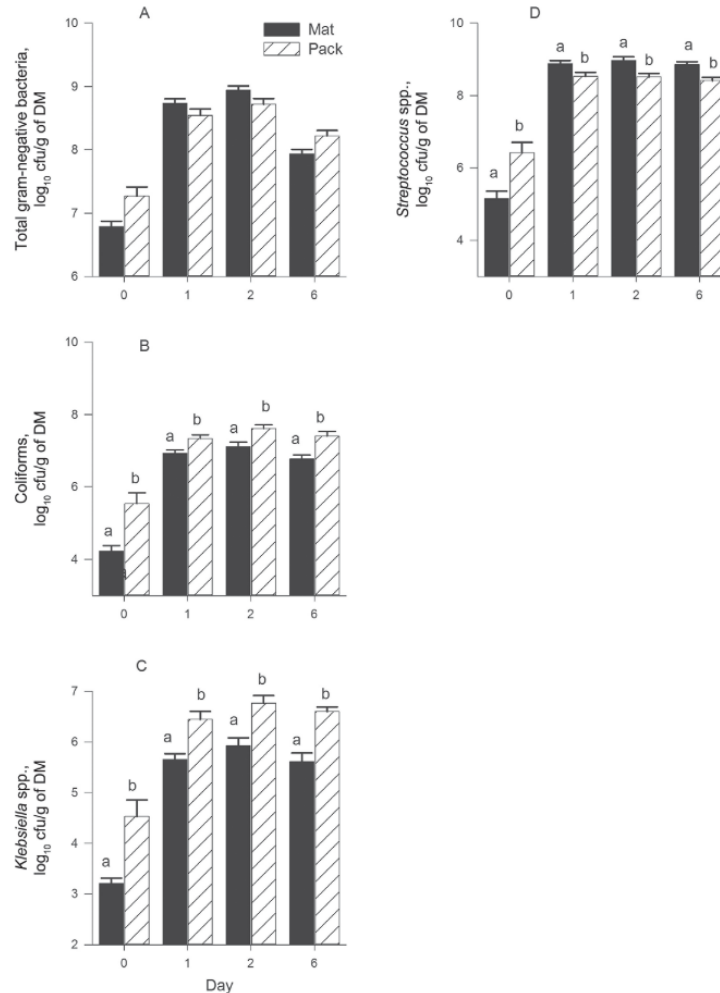 A
Mat
Pack
Total gram-negative bacteria,
log₁₀ cfu/g of DM
10
9
8
7
6
0 1 2 6
D
Streptococcus spp.,
log₁₀ cfu/g of DM
10
8
6
4
a b a b a b a b
0 1 2 6
B
Coliforms,
log₁₀ cfu/g of DM
10
8
6
4
a b a b a b a b
0 1 2 6
C
Klebsiella spp.,
log₁₀ cfu/g of DM
7
6
5
4
3
2
a b a b a b a b
0 1 2 6
Day